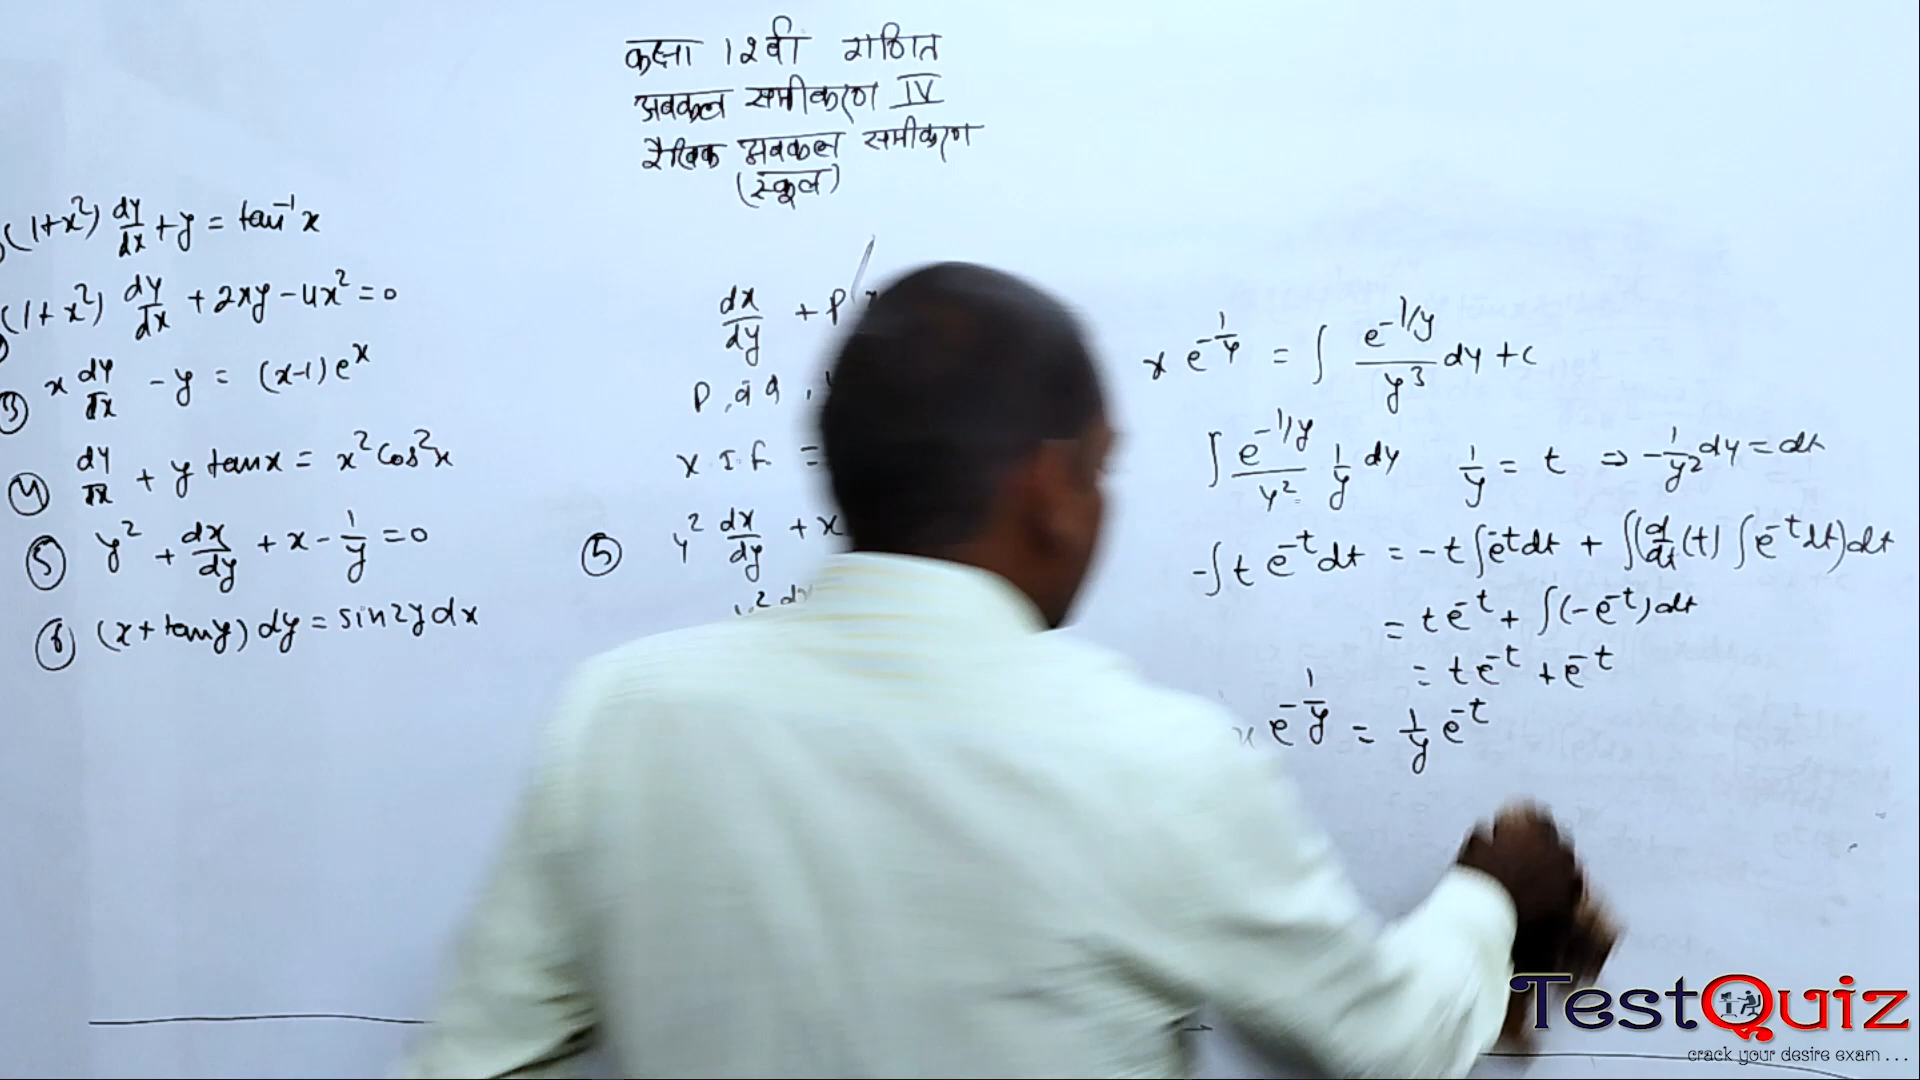 कक्षा 12वी गणित
अवकल समीकरण IV
रैखिक अवकल समीकरण
(स्कूल)
(1+x²) dy/dx + y = tan⁻¹ x
(1+x²) dy/dx + 2xy - 4x² = 0
③ x dy/dx - y = (x-1) eˣ
④ dy/dx + y tanx = x² cos²x
⑤ y² + dx/dy + x - 1/y = 0
⑥ (x+tany) dy = sin2y dx
dx/dy + P
P,
x I.F. =
⑤ y² dx/dy + x
x e^(-1/y) = ∫ e^(-1/y)/y³ dy + c
∫ e^(-1/y)/y² 1/y dy 1/y = t ⇒ -1/y² dy = dt
-∫ t e^(-t) dt = -t∫e^(-t)dt + ∫(d/dt (t) ∫e^(-t) dt)dt
= t e^(-t) + ∫(-e^(-t)) dt
= t e^(-t) + e^(-t)
x e^(-1/y) = 1/y e^(-t)
TestQuiz
crack your desire exam . . .